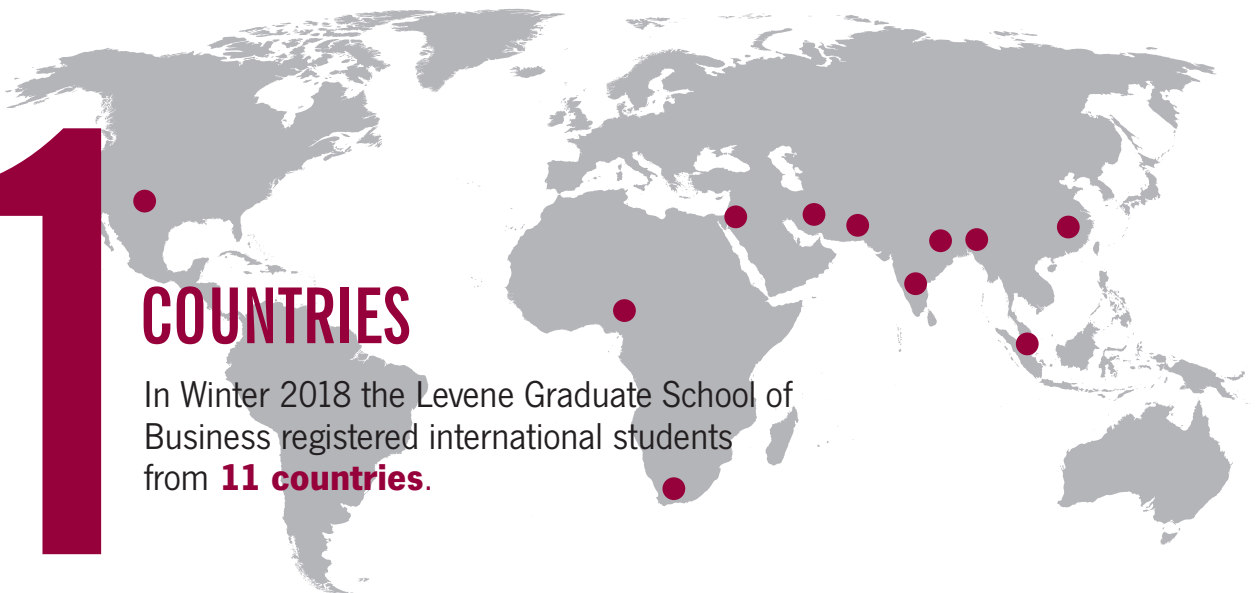 1
COUNTRIES
In Winter 2018 the Levene Graduate School of
Business registered international students
from 11 countries.